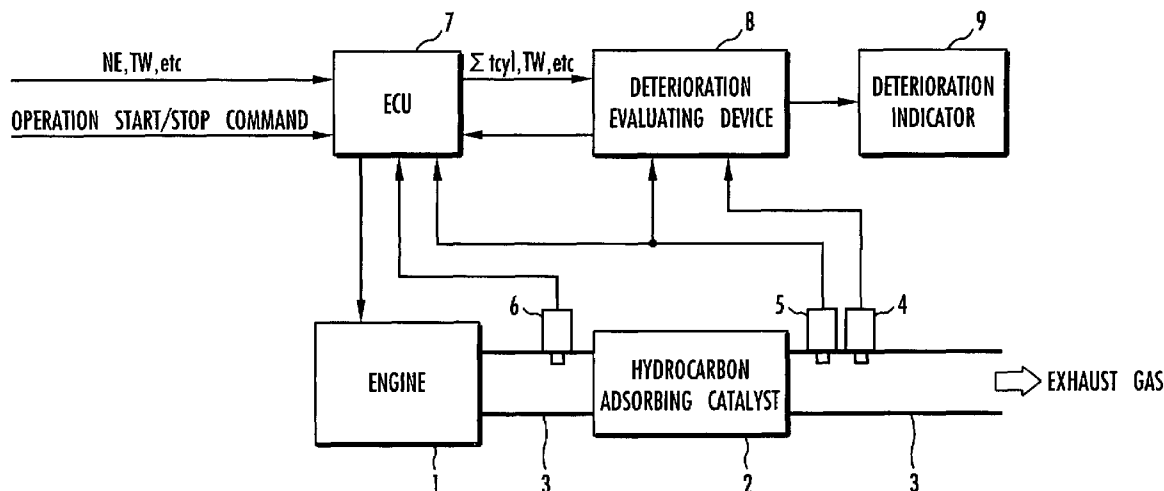 7
8
9
NE,TW,etc
Σtcyl,TW,etc
ECU
DETERIORATION
EVALUATING DEVICE
DETERIORATION
INDICATOR
OPERATION START/STOP COMMAND
6
5
4
ENGINE
HYDROCARBON
ADSORBING CATALYST
EXHAUST GAS
1
3
2
3